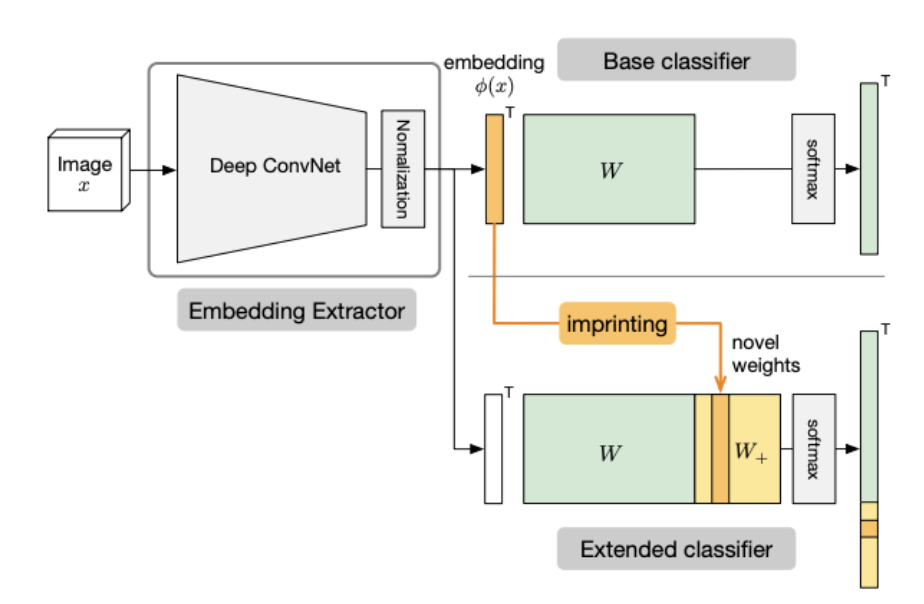 Image
x
Deep ConvNet
Nomalization
Embedding Extractor
embedding
ϕ(x)
T
Base classifier
W
softmax
T
imprinting
novel
weights
T
W
W₊
softmax
T
Extended classifier